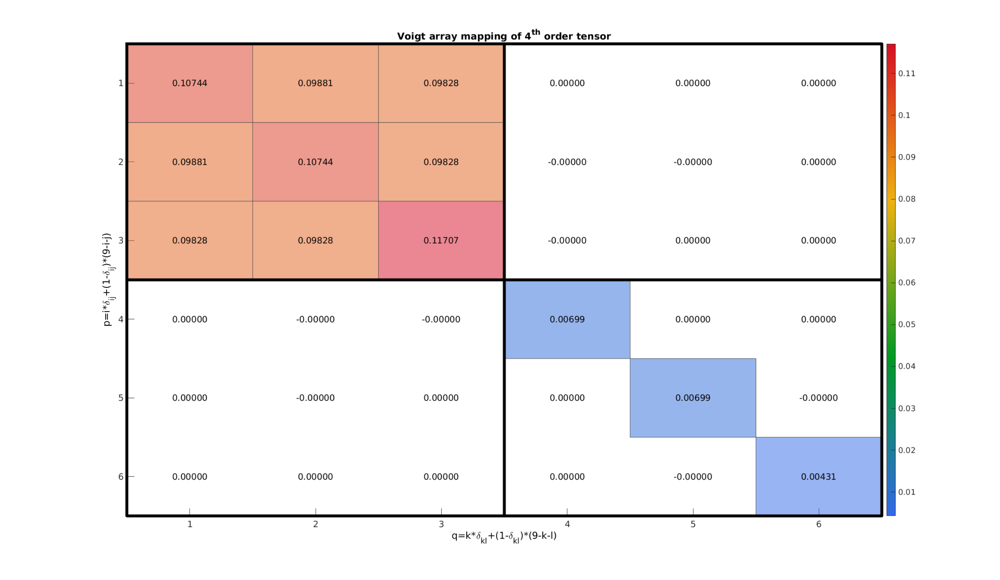 Voigt array mapping of 4th order tensor
1 0.10744 0.09881 0.09828 0.00000 0.00000 0.00000
2 0.09881 0.10744 0.09828 -0.00000 -0.00000 0.00000
3 0.09828 0.09828 0.11707 -0.00000 0.00000 0.00000
4 0.00000 -0.00000 -0.00000 0.00699 0.00000 0.00000
5 0.00000 -0.00000 0.00000 0.00000 0.00699 -0.00000
6 0.00000 0.00000 0.00000 0.00000 -0.00000 0.00431
1 2 3 4 5 6
p=i*δij+(1-δij)*(9-i-j)
q=k*δkl+(1-δkl)*(9-k-l)
0.11
0.1
0.09
0.08
0.07
0.06
0.05
0.04
0.03
0.02
0.01